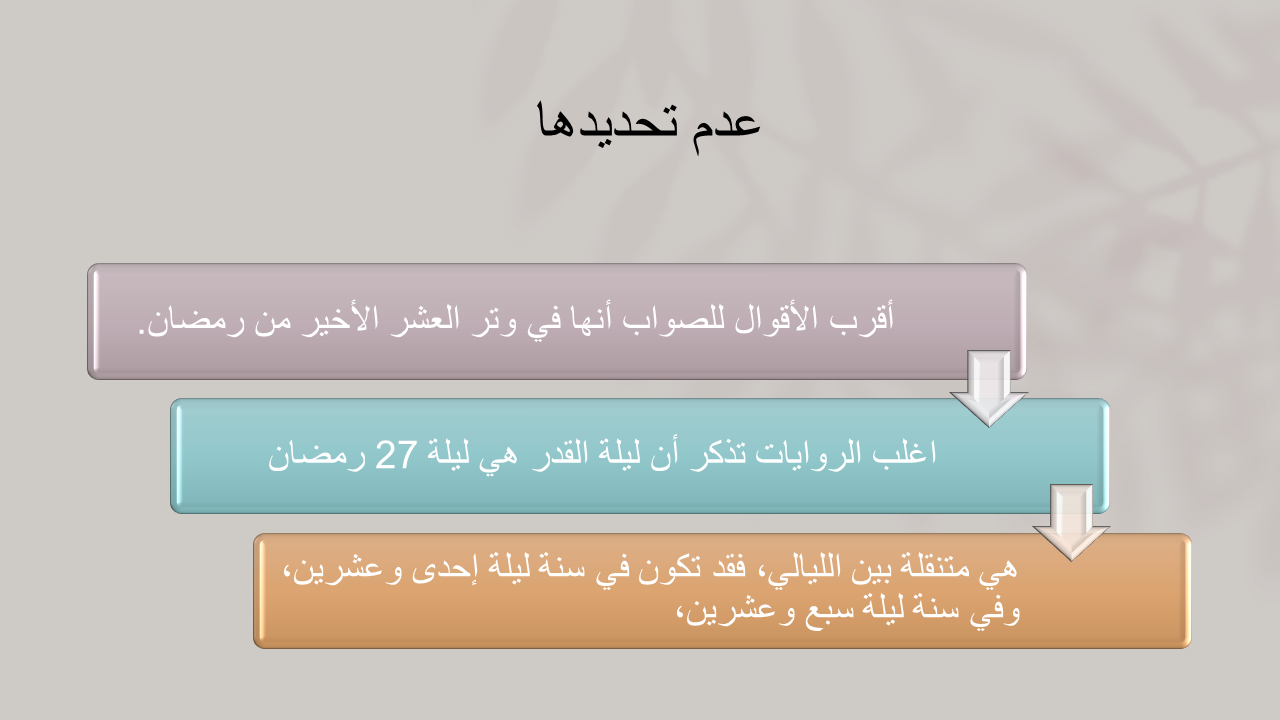 عدم تحديدها
أقرب الأقوال للصواب أنها في وتر العشر الأخير من رمضان.
اغلب الروايات تذكر أن ليلة القدر هي ليلة 27 رمضان
هي متنقلة بين الليالي، فقد تكون في سنة ليلة إحدى وعشرين،
وفي سنة ليلة سبع وعشرين،